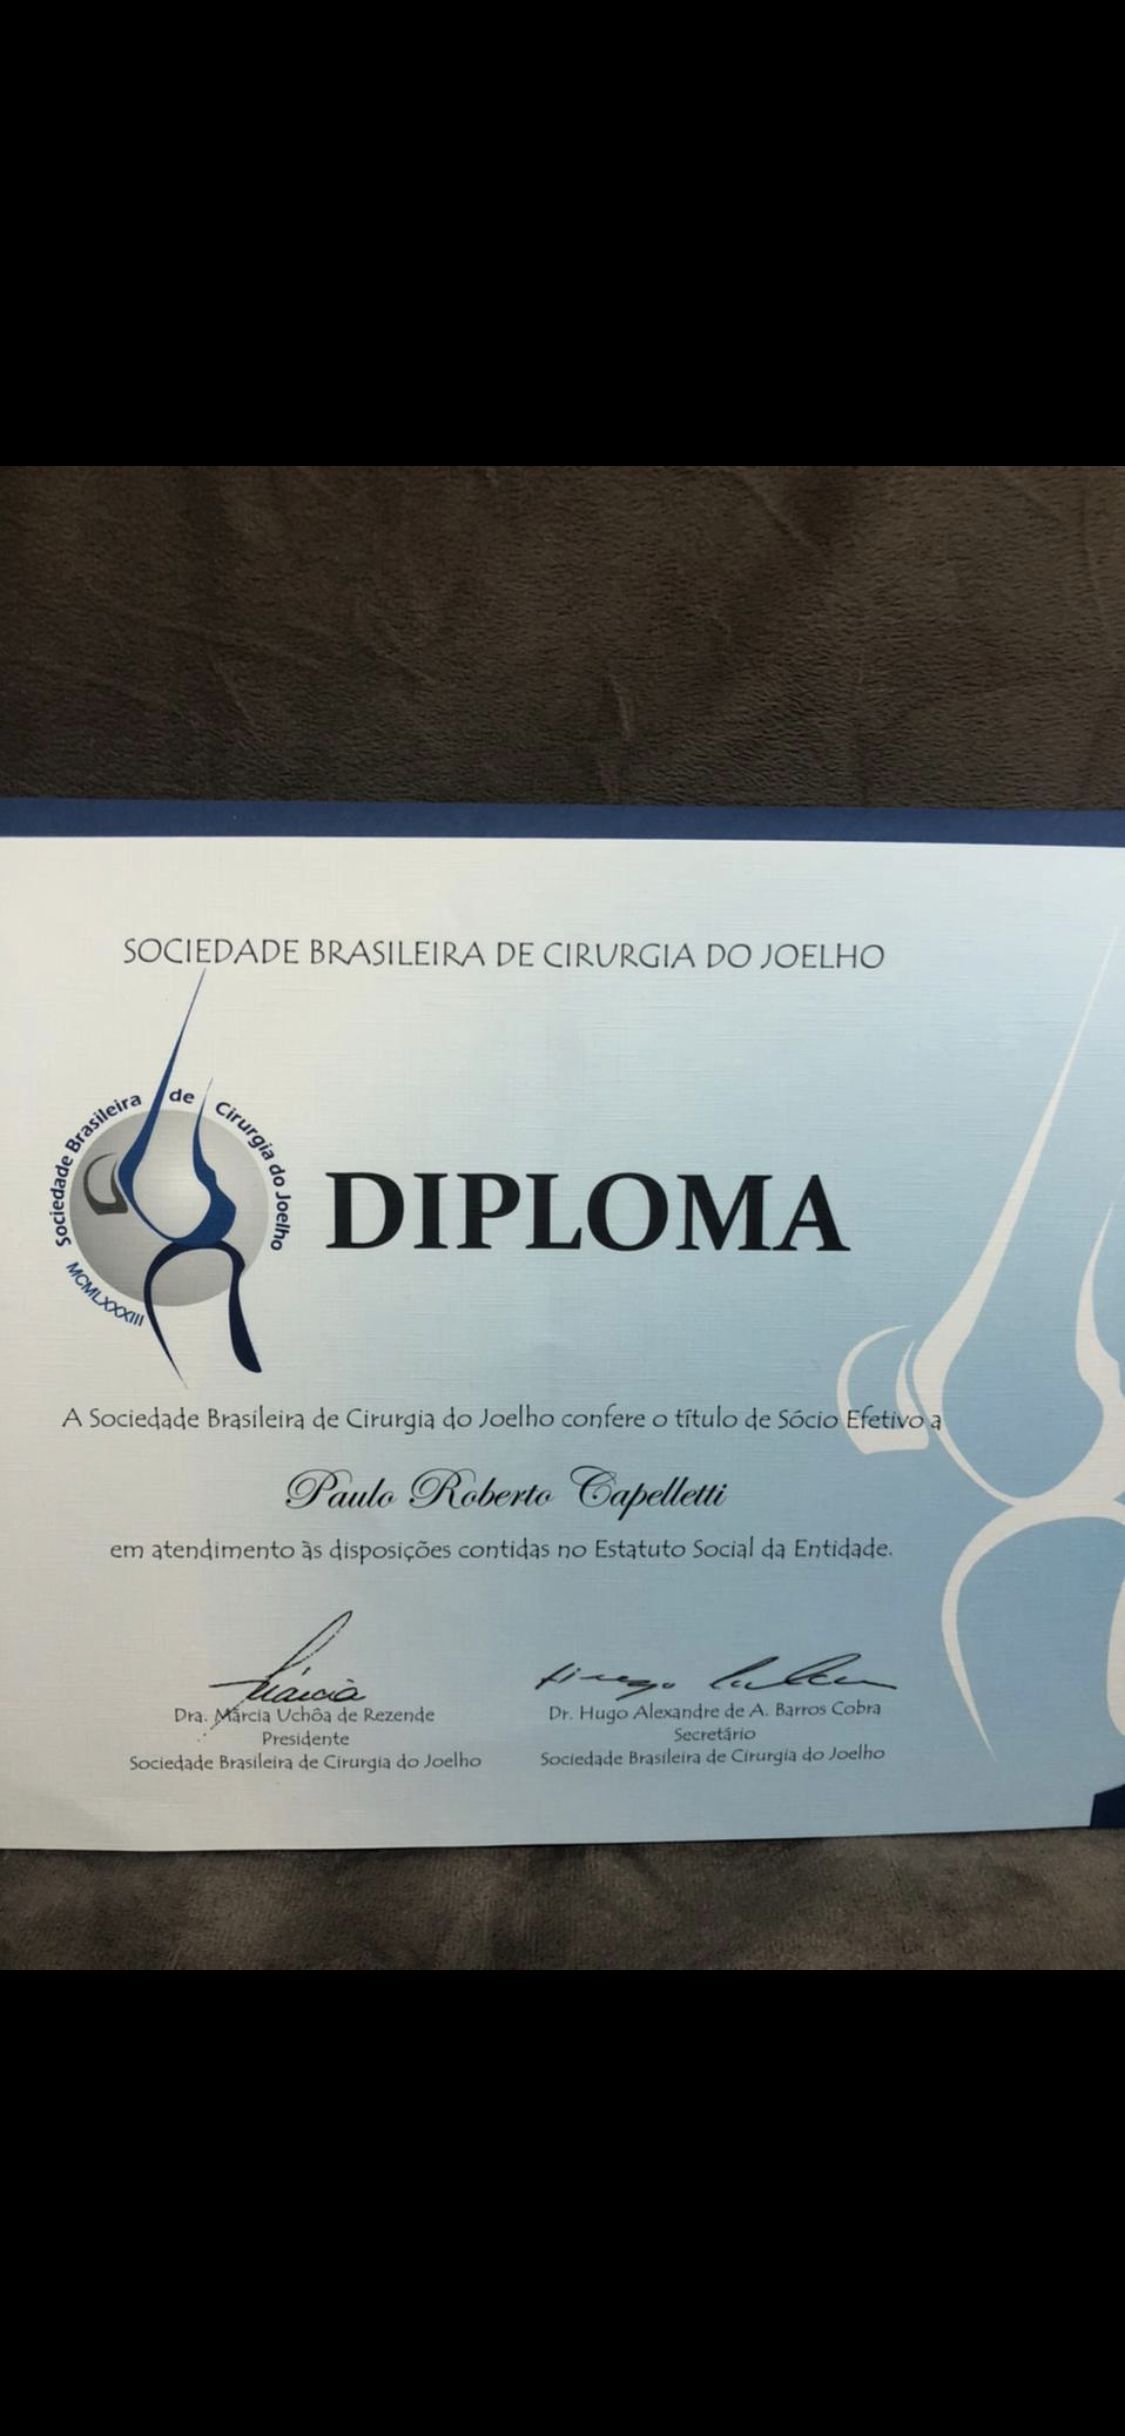 SOCIEDADE BRASILEIRA DE CIRURGIA DO JOELHO
Sociedade Brasileira de Cirurgia do Joelho
MCMLXXXIII
DIPLOMA
A Sociedade Brasileira de Cirurgia do Joelho confere o título de Sócio Efetivo a
Paulo Roberto Capelletti
em atendimento às disposições contidas no Estatuto Social da Entidade.
Márcia
Dra. Márcia Uchôa de Rezende
Presidente
Sociedade Brasileira de Cirurgia do Joelho
Dr. Hugo Alexandre de A. Barros Cobra
Secretário
Sociedade Brasileira de Cirurgia do Joelho